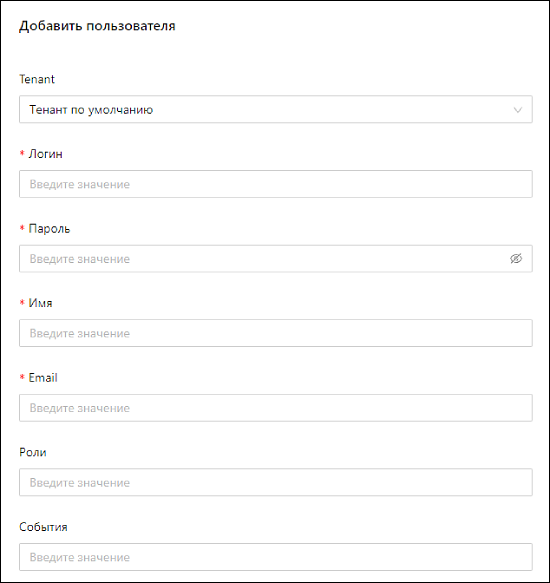 Добавить пользователя
Tenant
Тенант по умолчанию
* Логин
Введите значение
* Пароль
Введите значение
* Имя
Введите значение
* Email
Введите значение
Роли
Введите значение
События
Введите значение